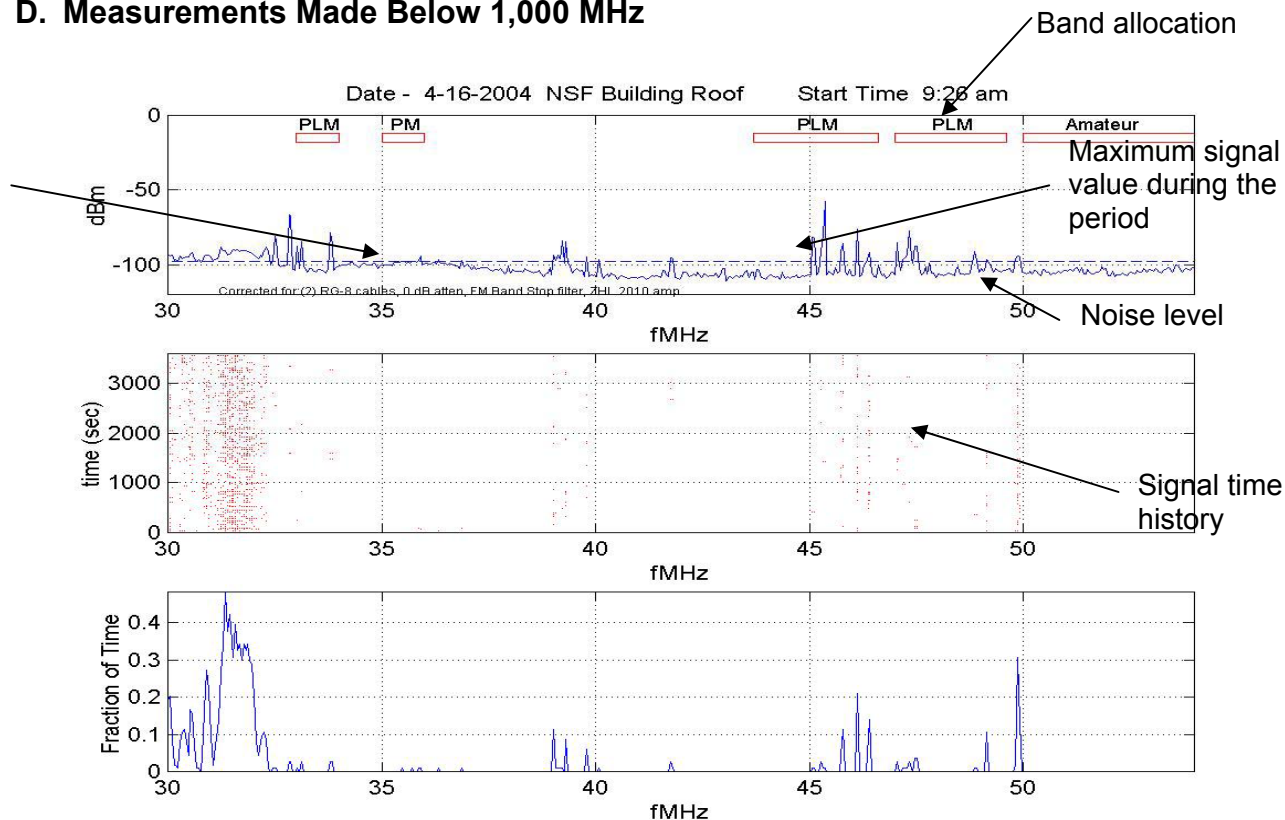 D. Measurements Made Below 1,000 MHz
Band allocation
Date - 4-16-2004 NSF Building Roof Start Time 9:26 am
PLM PM PLM PLM Amateur
0
-50
-100
dBm
Maximum signal
value during the
period
Corrected for (2) RG-8 cables, 0 dB atten, FM Band Stop filter, ZHL 2010 amp
Noise level
30 35 40 45 50
fMHz
3000
2000
1000
0
time (sec)
Signal time
history
30 35 40 45 50
fMHz
0.4
0.3
0.2
0.1
0
Fraction of Time
30 35 40 45 50
fMHz